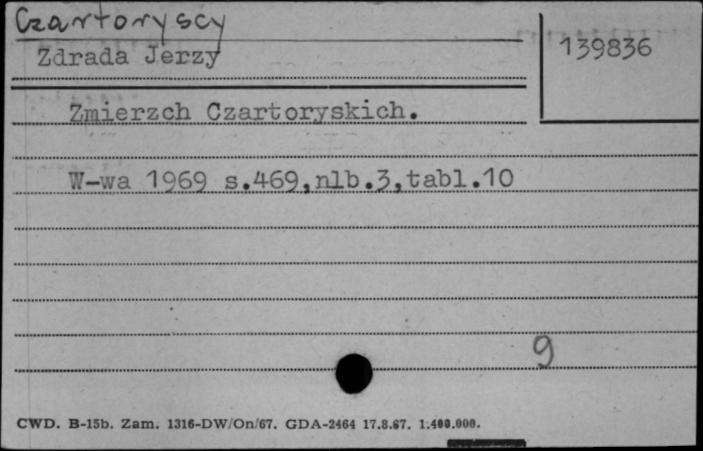 Czartoryscy
Zdrada Jerzy
139836
Zmierzch Czartoryskich.
W-wa 1969 s.469,nlb.3,tabl.10
9
CWD. B-15b. Zam. 1316-DW/On/67. GDA-2464 17.8.67. 1.400.000.